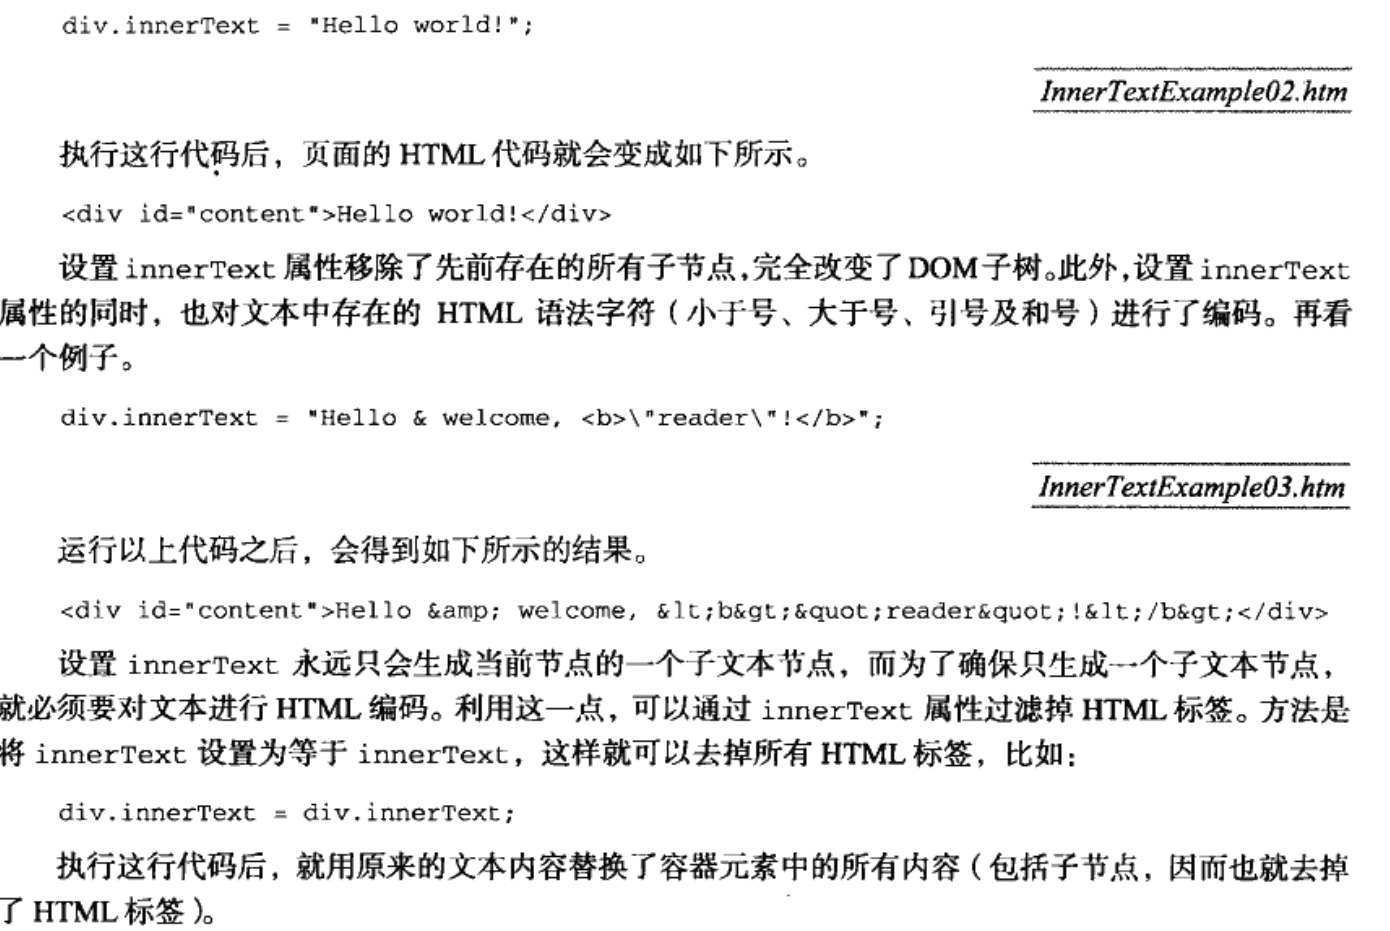 div.innerText = "Hello world!";
InnerTextExample02.htm
执行这行代码后，页面的 HTML 代码就会变成如下所示。
<div id="content">Hello world!</div>
设置 innerText 属性移除了先前存在的所有子节点,完全改变了 DOM 子树。此外,设置 innerText
属性的同时，也对文本中存在的 HTML 语法字符（小于号、大于号、引号及和号）进行了编码。再看
一个例子。
div.innerText = "Hello & welcome, <b>\"reader\"!</b>";
InnerTextExample03.htm
运行以上代码之后，会得到如下所示的结果。
<div id="content">Hello &amp; welcome, &lt;b&gt;&quot;reader&quot;!&lt;/b&gt;</div>
设置 innerText 永远只会生成当前节点的一个子文本节点，而为了确保只生成一个子文本节点，
就必须要对文本进行 HTML 编码。利用这一点，可以通过 innerText 属性过滤掉 HTML 标签。方法是
将 innerText 设置为等于 innerText，这样就可以去掉所有 HTML 标签，比如：
div.innerText = div.innerText;
执行这行代码后，就用原来的文本内容替换了容器元素中的所有内容（包括子节点，因而也就去掉
了 HTML 标签）。